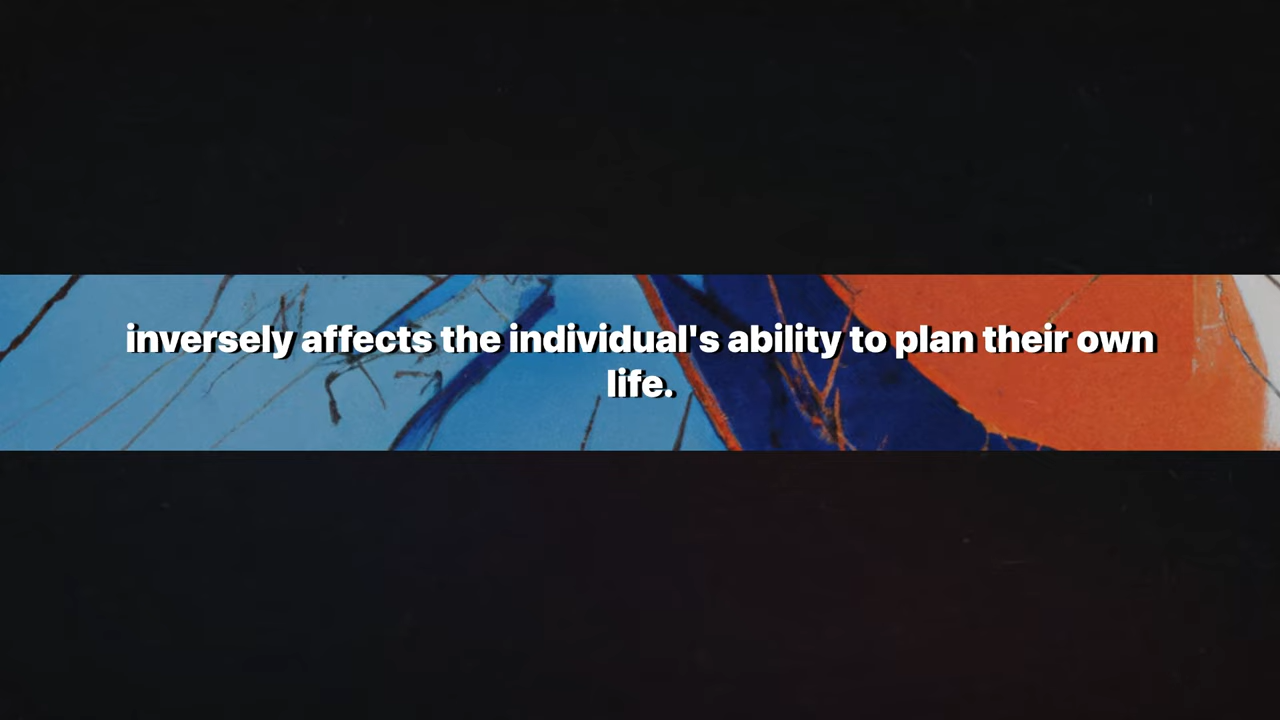 inversely affects the individual's ability to plan their own
life.